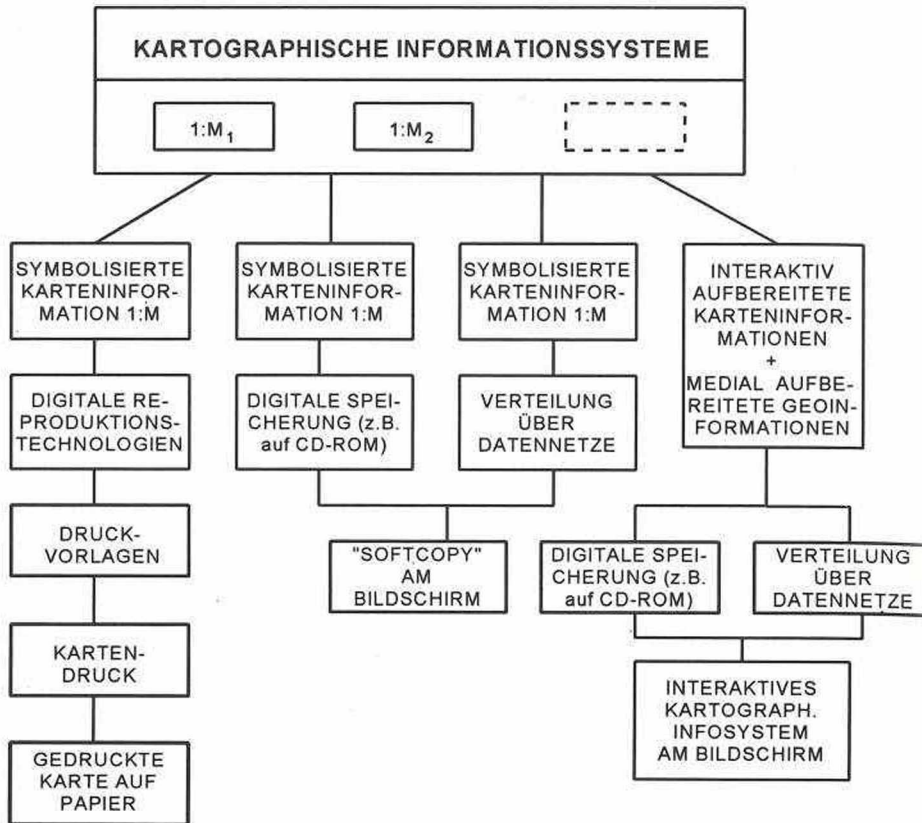 KARTOGRAPHISCHE INFORMATIONSSYSTEME
1:M1
1:M2
SYMBOLISIERTE
KARTENINFOR-
MATION 1:M
DIGITALE RE-
PRODUKTIONS-
TECHNOLOGIEN
DRUCK-
VORLAGEN
KARTEN-
DRUCK
GEDRUCKTE
KARTE AUF
PAPIER
SYMBOLISIERTE
KARTENINFOR-
MATION 1:M
DIGITALE SPEI-
CHERUNG (z.B.
auf CD-ROM)
SYMBOLISIERTE
KARTENINFOR-
MATION 1:M
VERTEILUNG
ÜBER
DATENNETZE
"SOFTCOPY"
AM
BILDSCHIRM
INTERAKTIV
AUFBEREITETE
KARTENINFOR-
MATIONEN
+
MEDIAL AUFBE-
REITETE GEOIN-
FORMATIONEN
DIGITALE SPEI-
CHERUNG (z.B.
auf CD-ROM)
VERTEILUNG
ÜBER
DATENNETZE
INTERAKTIVES
KARTOGRAPH.
INFOSYSTEM
AM BILDSCHIRM